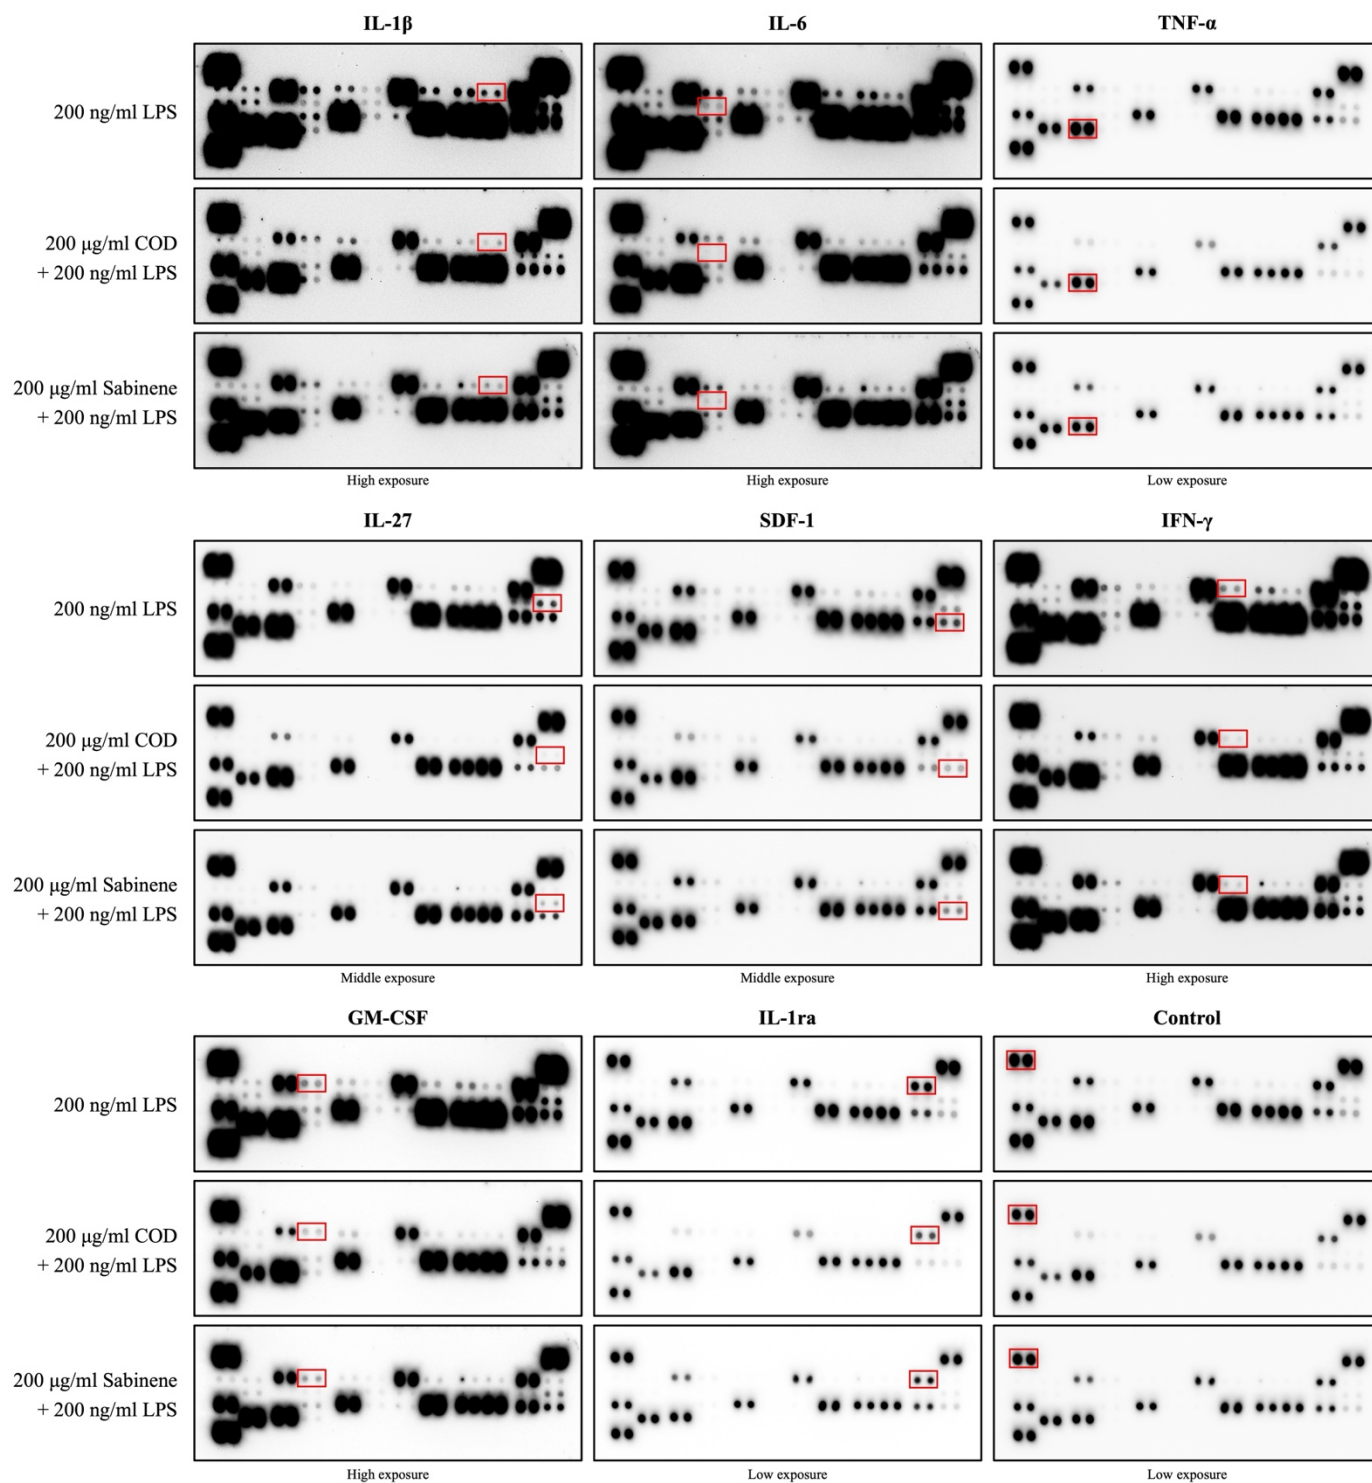 IL-1β IL-6 TNF-α
200 ng/ml LPS
200 μg/ml COD
+ 200 ng/ml LPS
200 μg/ml Sabinene
+ 200 ng/ml LPS
High exposure High exposure Low exposure
IL-27 SDF-1 IFN-γ
200 ng/ml LPS
200 μg/ml COD
+ 200 ng/ml LPS
200 μg/ml Sabinene
+ 200 ng/ml LPS
Middle exposure Middle exposure High exposure
GM-CSF IL-1ra Control
200 ng/ml LPS
200 μg/ml COD
+ 200 ng/ml LPS
200 μg/ml Sabinene
+ 200 ng/ml LPS
High exposure Low exposure Low exposure